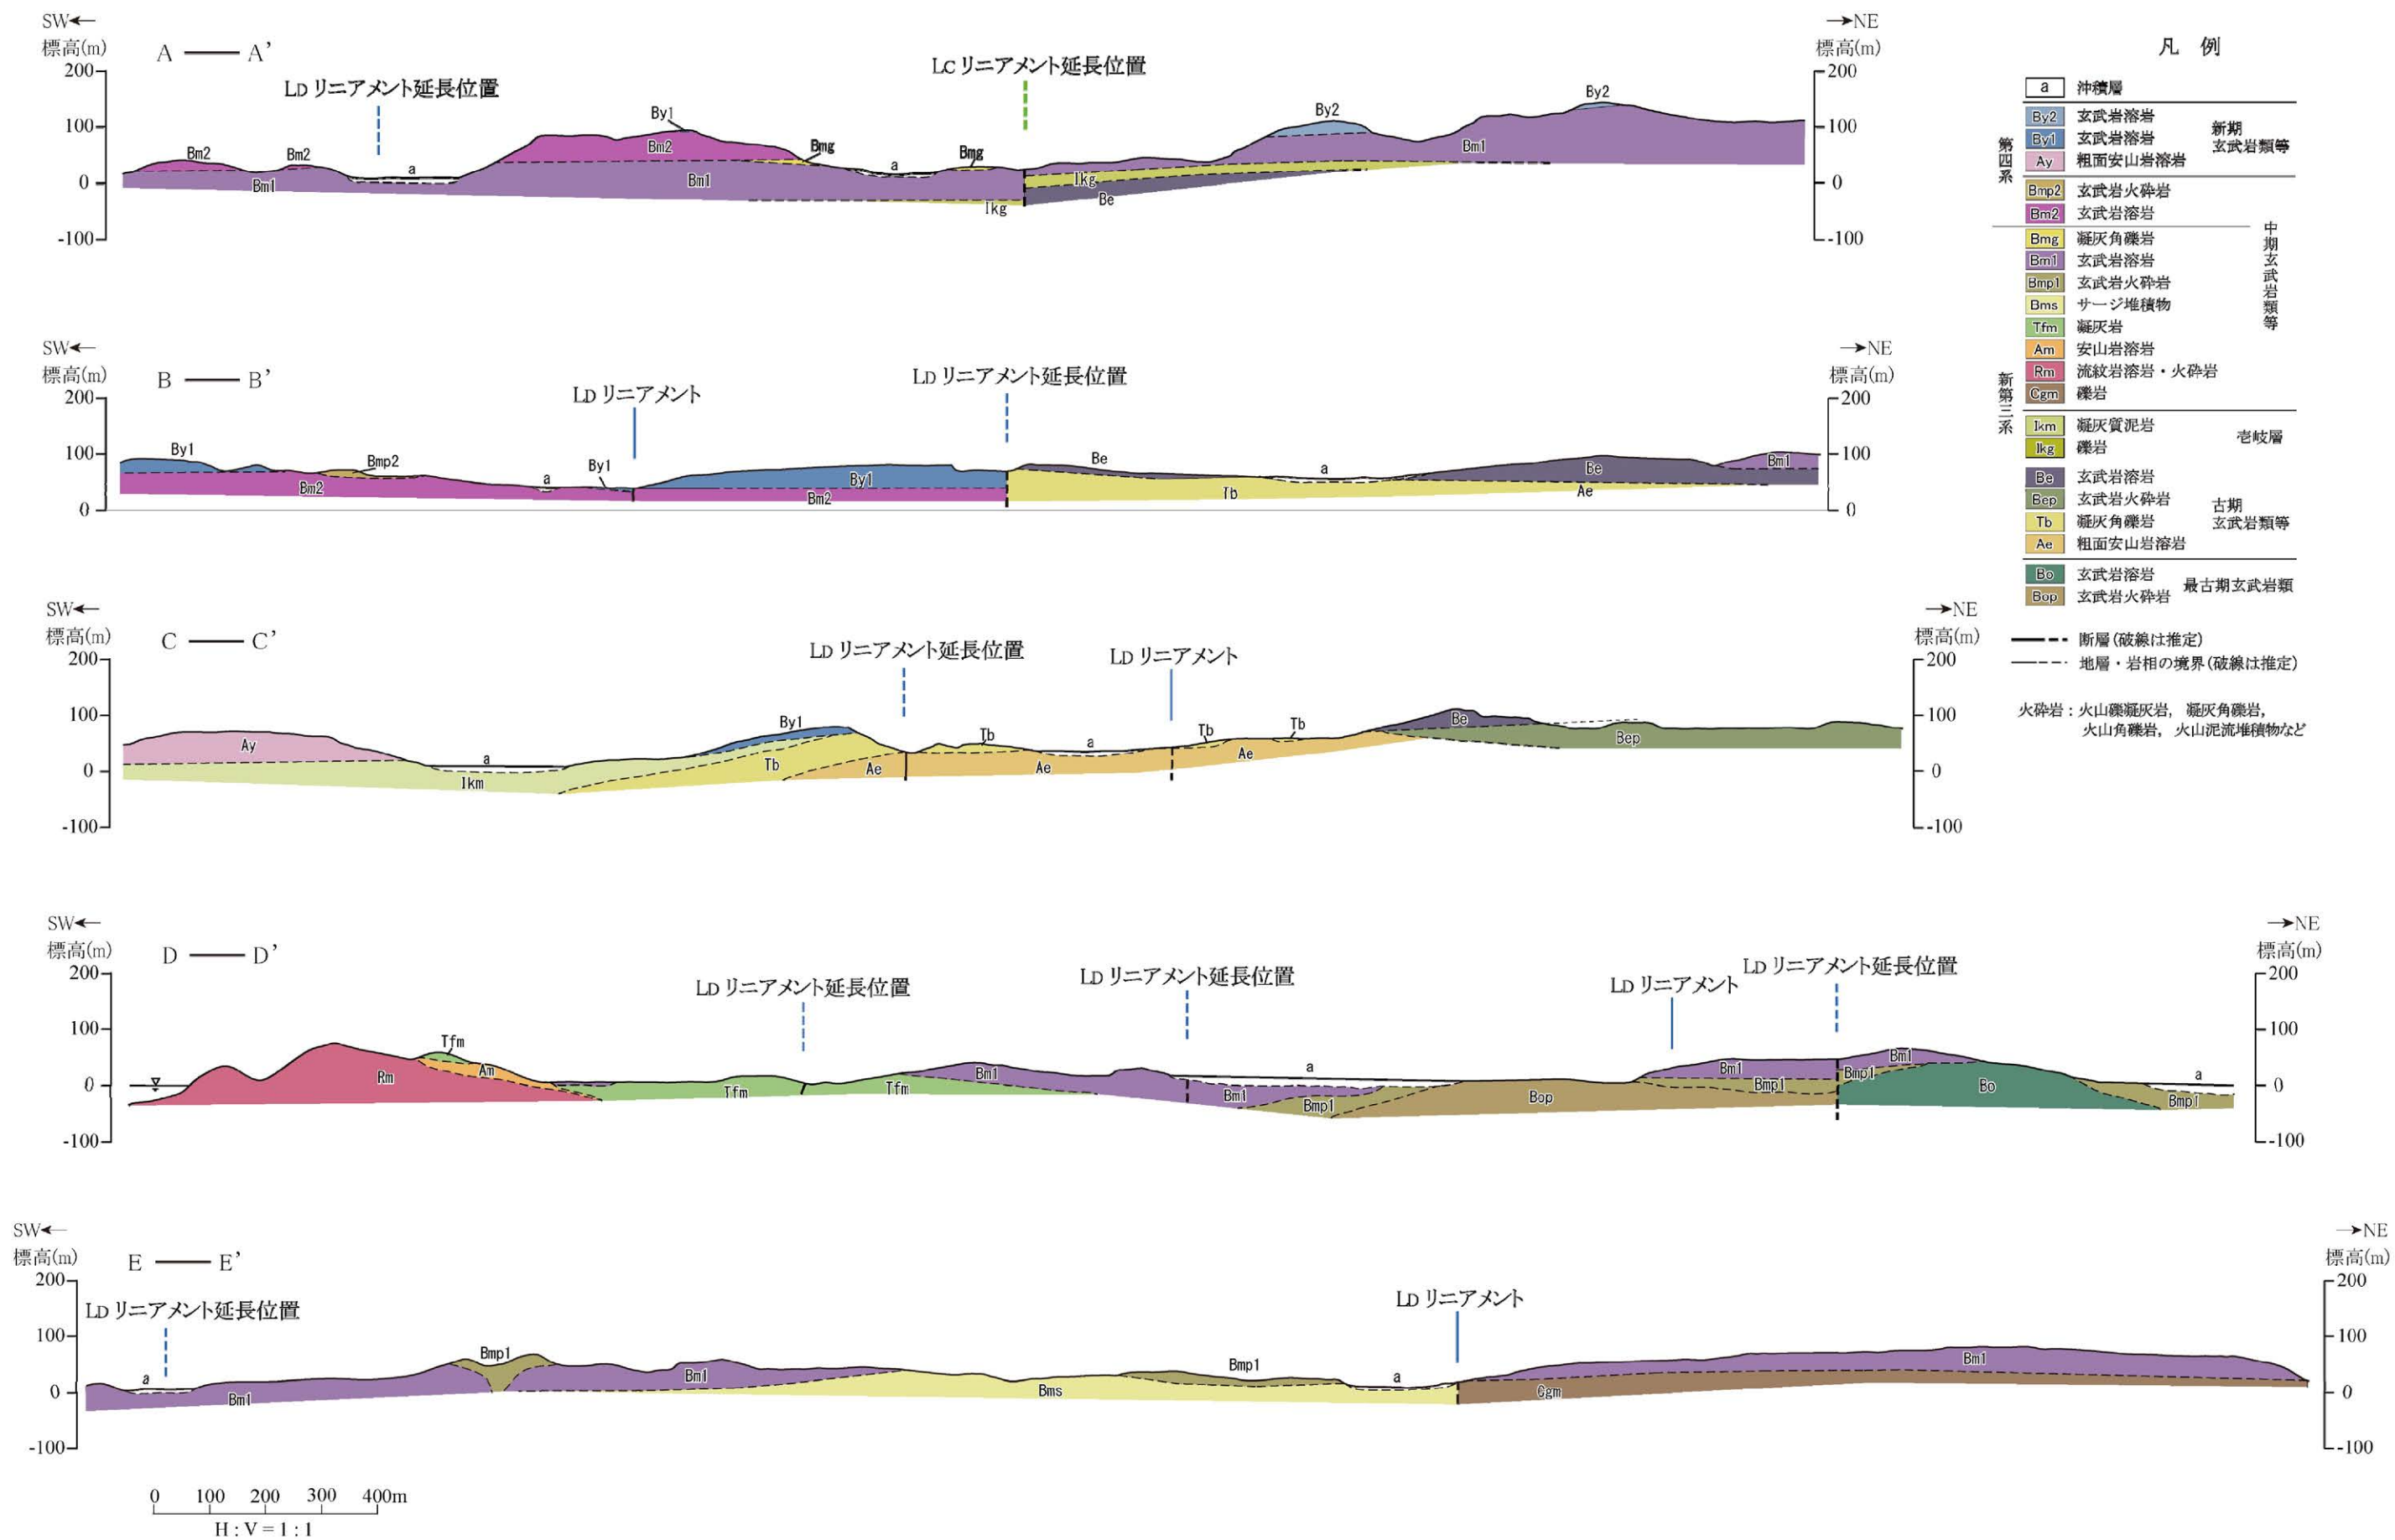 SW← →NE
標高(m) 標高(m)
A — A’
200 200
100 100
0 0
-100 -100
LD リニアメント延長位置
LC リニアメント延長位置
Bm2 Bm2 a Bm1 By1 Bm2 Bm1 Bmg a Bmg Ikg Ikg Be By2 Bm1 By2
SW← →NE
標高(m) 標高(m)
B — B’
200 200
100 100
0 0
LD リニアメント
LD リニアメント延長位置
By1 Bm2 Bmp2 a By1 By1 Bm2 Be Tb a Be Ae Bm1
SW← →NE
標高(m) 標高(m)
C — C’
200 200
100 100
0 0
-100 -100
LD リニアメント延長位置
LD リニアメント
Ay a Ikm By1 Tb Ae Tb Ae a Tb Ae Tb Be Bep
SW← →NE
標高(m) 標高(m)
D — D’
200 200
100 100
0 0
-100 -100
LD リニアメント延長位置
LD リニアメント延長位置
LD リニアメント
LD リニアメント延長位置
Rm Tfm Am Tfm Tfm Bm1 Bm1 a Bmp1 Bop Bm1 Bmp1 Bmp1 Bm1 Bo a Bmp1
SW← →NE
標高(m) 標高(m)
E — E’
200 200
100 100
0 0
-100 -100
LD リニアメント延長位置
LD リニアメント
a Bm1 Bmp1 Bm1 Bms Bmp1 a Cgm Bm1
0 100 200 300 400m
H : V = 1 : 1
凡 例
a 沖積層
第四系
By2 玄武岩溶岩
By1 玄武岩溶岩
Ay 粗面安山岩溶岩
新期
玄武岩類等
Bmp2 玄武岩火砕岩
Bm2 玄武岩溶岩
新第三系
Bmg 凝灰角礫岩
Bm1 玄武岩溶岩
Bmp1 玄武岩火砕岩
Bms サージ堆積物
Tfm 凝灰岩
Am 安山岩溶岩
Rm 流紋岩溶岩・火砕岩
Cgm 礫岩
中期玄武岩類等
Ikm 凝灰質泥岩
Ikg 礫岩
壱岐層
Be 玄武岩溶岩
Bep 玄武岩火砕岩
Tb 凝灰角礫岩
Ae 粗面安山岩溶岩
古期
玄武岩類等
Bo 玄武岩溶岩
Bop 玄武岩火砕岩
最古期玄武岩類
断層(破線は推定)
地層・岩相の境界(破線は推定)
火砕岩：火山礫凝灰岩, 凝灰角礫岩,
火山角礫岩, 火山泥流堆積物など